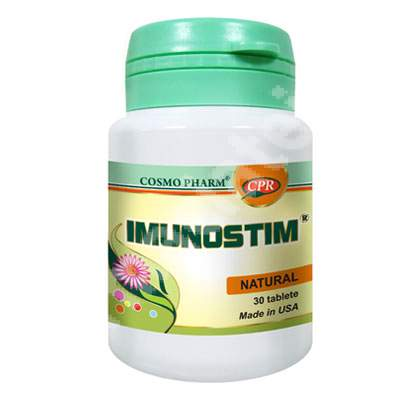 COSMO PHARM® CPR
IMUNOSTIM®
NATURAL
30 tablete
Made in USA